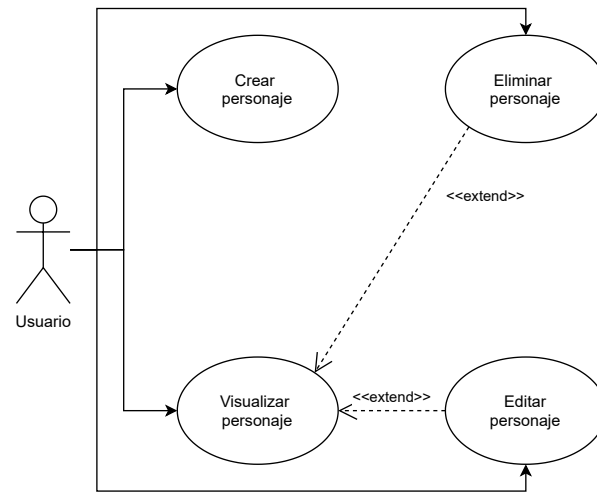 Crear
personaje
Eliminar
personaje
<<extend>>
Usuario
Visualizar
personaje
<<extend>>
Editar
personaje